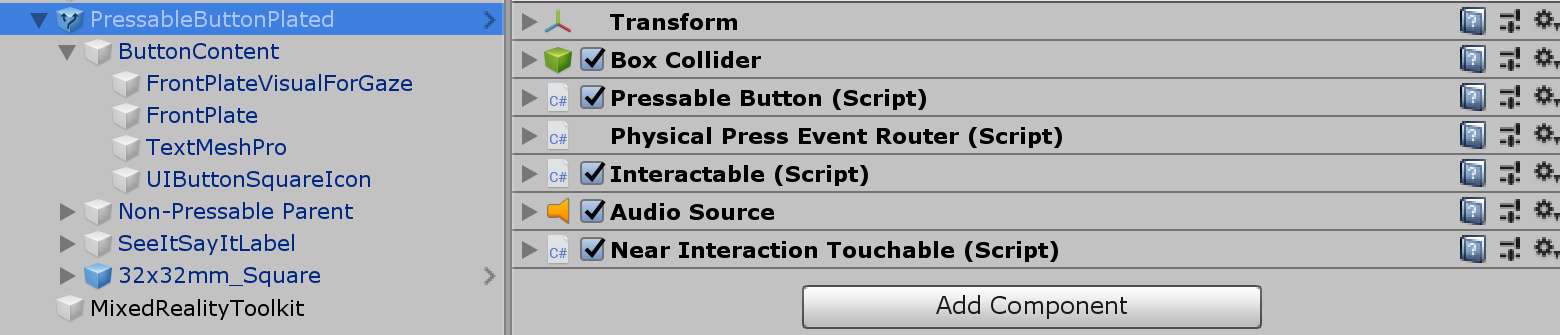 PressableButtonPlated
ButtonContent
FrontPlateVisualForGaze
FrontPlate
TextMeshPro
UIButtonSquareIcon
Non-Pressable Parent
SeeItSayItLabel
32x32mm_Square
MixedRealityToolkit
Transform
Box Collider
C# Pressable Button (Script)
C# Physical Press Event Router (Script)
C# Interactable (Script)
Audio Source
C# Near Interaction Touchable (Script)
Add Component